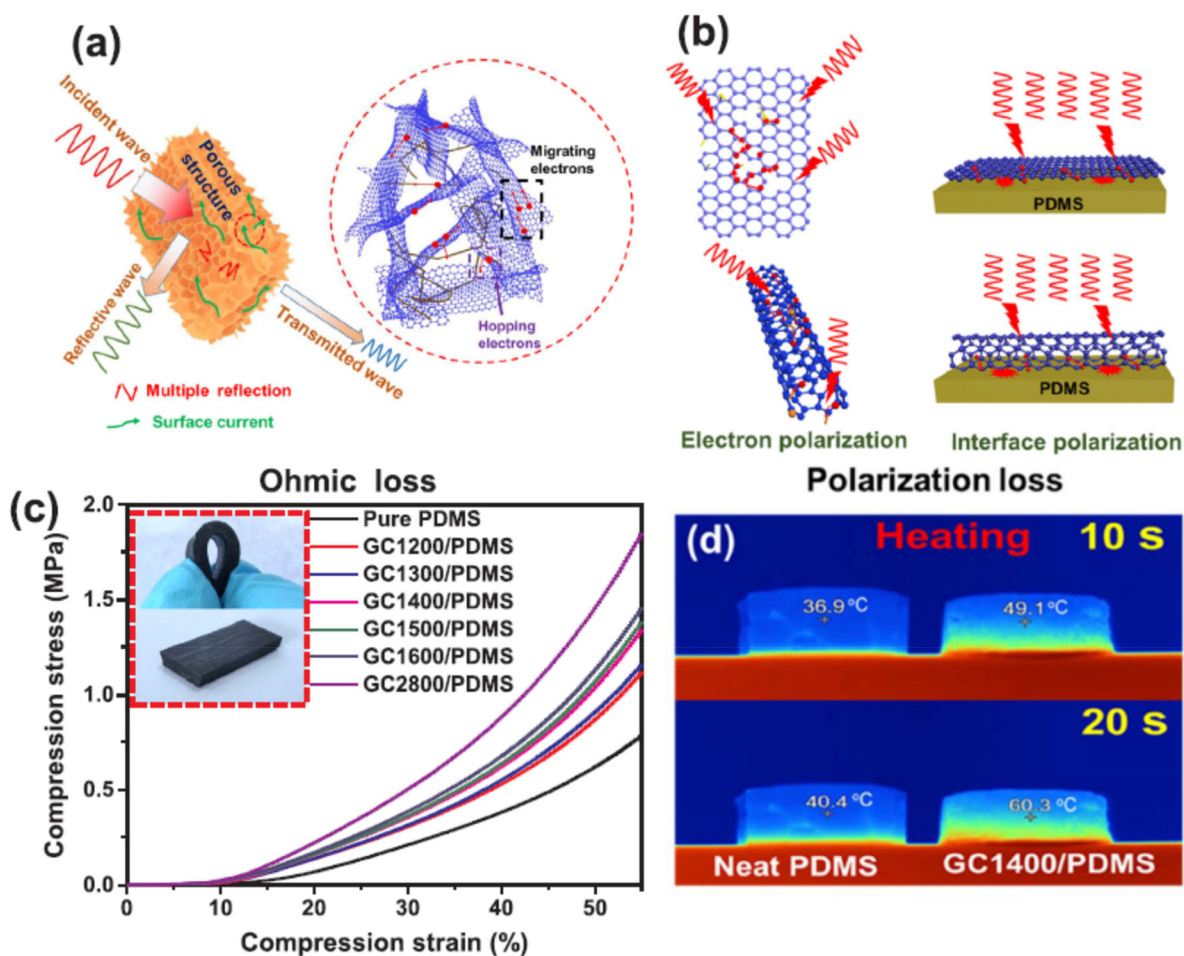 (a)
Incident wave
Porous
structure
Migrating
electrons
Hopping
electrons
Reflective wave
Transmitted wave
Multiple reflection
Surface current
Ohmic loss
(b)
PDMS
PDMS
Electron polarization
Interface polarization
Polarization loss
(c)
Compression stress (MPa)
2.0
1.5
1.0
0.5
0.0
0
10
20
30
40
50
Compression strain (%)
Pure PDMS
GC1200/PDMS
GC1300/PDMS
GC1400/PDMS
GC1500/PDMS
GC1600/PDMS
GC2800/PDMS
(d)
Heating
10 s
36.9 °C
49.1 °C
20 s
40.4 °C
60.3 °C
Neat PDMS
GC1400/PDMS